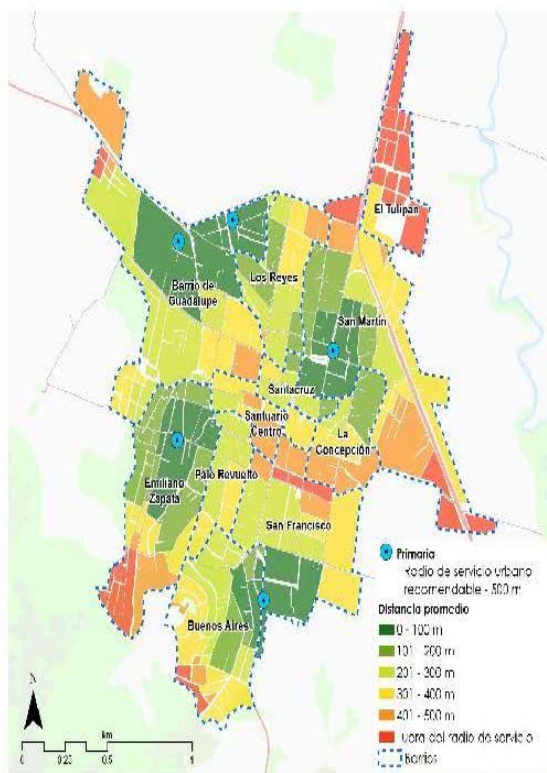 El Tulipán
Los Reyes
Barrio de
Guadalupe
San Martín
Santacruz
Santuario
Centro
La
Concepción
Emiliano
Zapata
Palo Revuelto
San Francisco
Buenos Aires
Primaria
Radio de servicio urbano
recomendable - 500 m
Distancia promedio
0 - 100 m
101 - 200 m
201 - 300 m
301 - 400 m
401 - 500 m
Fuera del radio de servicio
Barrios
N
km
0 0.25 0.5 1